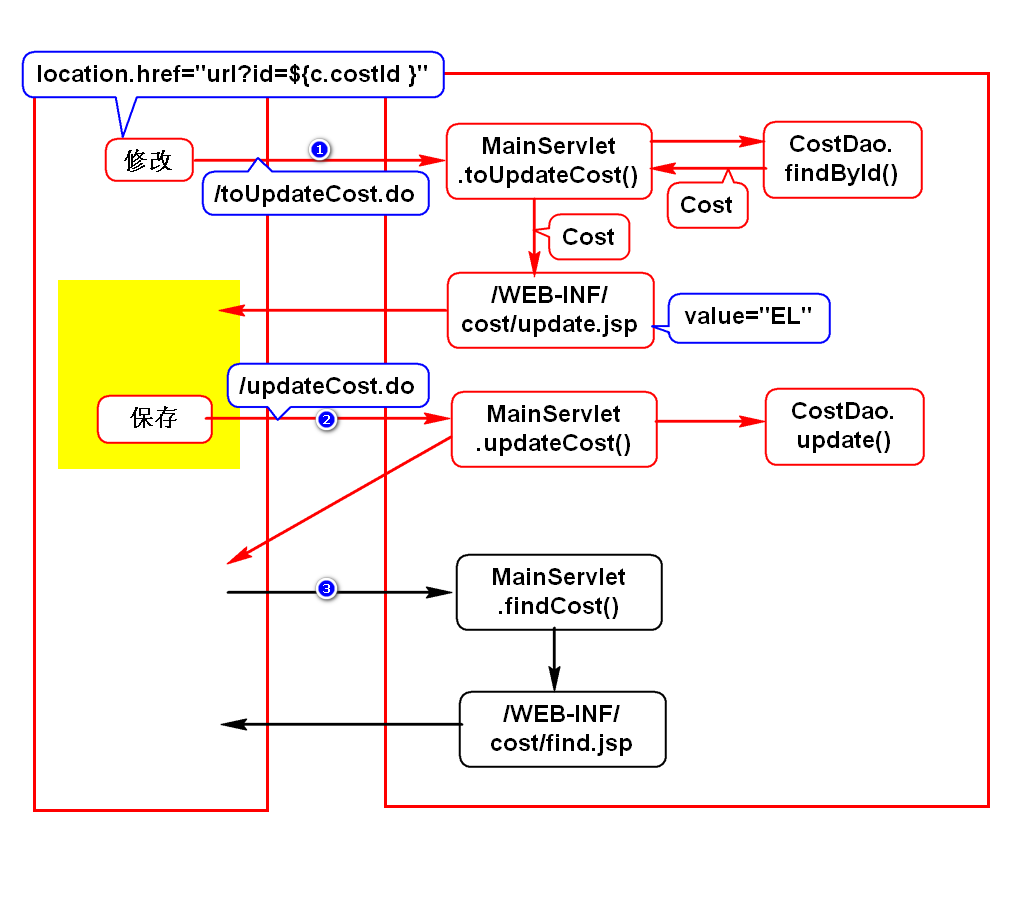 location.href="url?id=${c.costId }"
修改
1
/toUpdateCost.do
MainServlet
.toUpdateCost()
CostDao.
findById()
Cost
Cost
/WEB-INF/
cost/update.jsp
value="EL"
/updateCost.do
保存
2
MainServlet
.updateCost()
CostDao.
update()
3
MainServlet
.findCost()
/WEB-INF/
cost/find.jsp